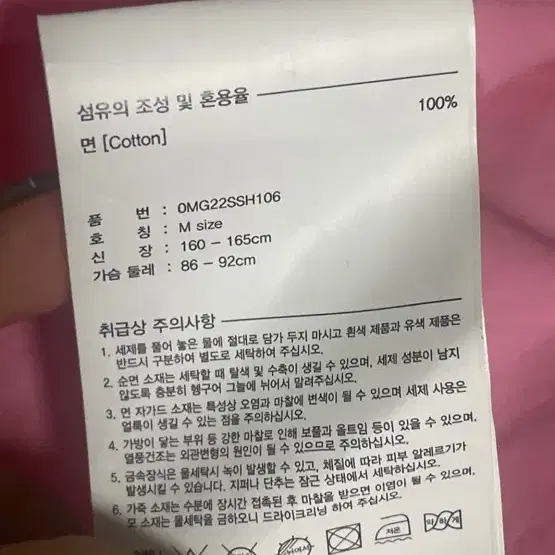 섬유의 조성 및 혼용율
면 [Cotton] 100%
품 번 : 0MG22SSH106
호 칭 : M size
신 장 : 160 - 165cm
가슴 둘레 : 86 - 92cm
취급상 주의사항
1. 세제를 풀어 놓은 물에 절대로 담가 두지 마시고 흰색 제품과 유색 제품은
반드시 구분하여 별도로 세탁하여 주십시오.
2. 순면 소재는 세탁할 때 탈색 및 수축이 생길 수 있으며, 세제 성분이 남지
않도록 충분히 헹구어 그늘에 뉘어서 말려주십시오.
3. 면 자가드 소재는 특성상 오염과 마찰에 변색이 될 수 있으며 세제 사용은
얼룩이 생길 수 있는 점을 주의하십시오.
4. 가방이 닿는 부위 등 강한 마찰로 인해 보풀과 올트임 등이 있을 수 있으며,
열풍건조는 외관변형의 원인이 될 수 있으므로 주의하십시오.
5. 금속장식은 물세탁시 녹이 발생할 수 있고, 체질에 따라 피부 알레르기가
발생시킬 수 있습니다. 지퍼나 단추는 잠근 상태에서 세탁하십시오.
6. 가죽 소재는 수분에 장시간 접촉된 후 마찰을 받으면 이염이 될 수 있으며,
모 소재는 물세탁을 금하오니 드라이크리닝 하여 주십시오.
저온
약하게